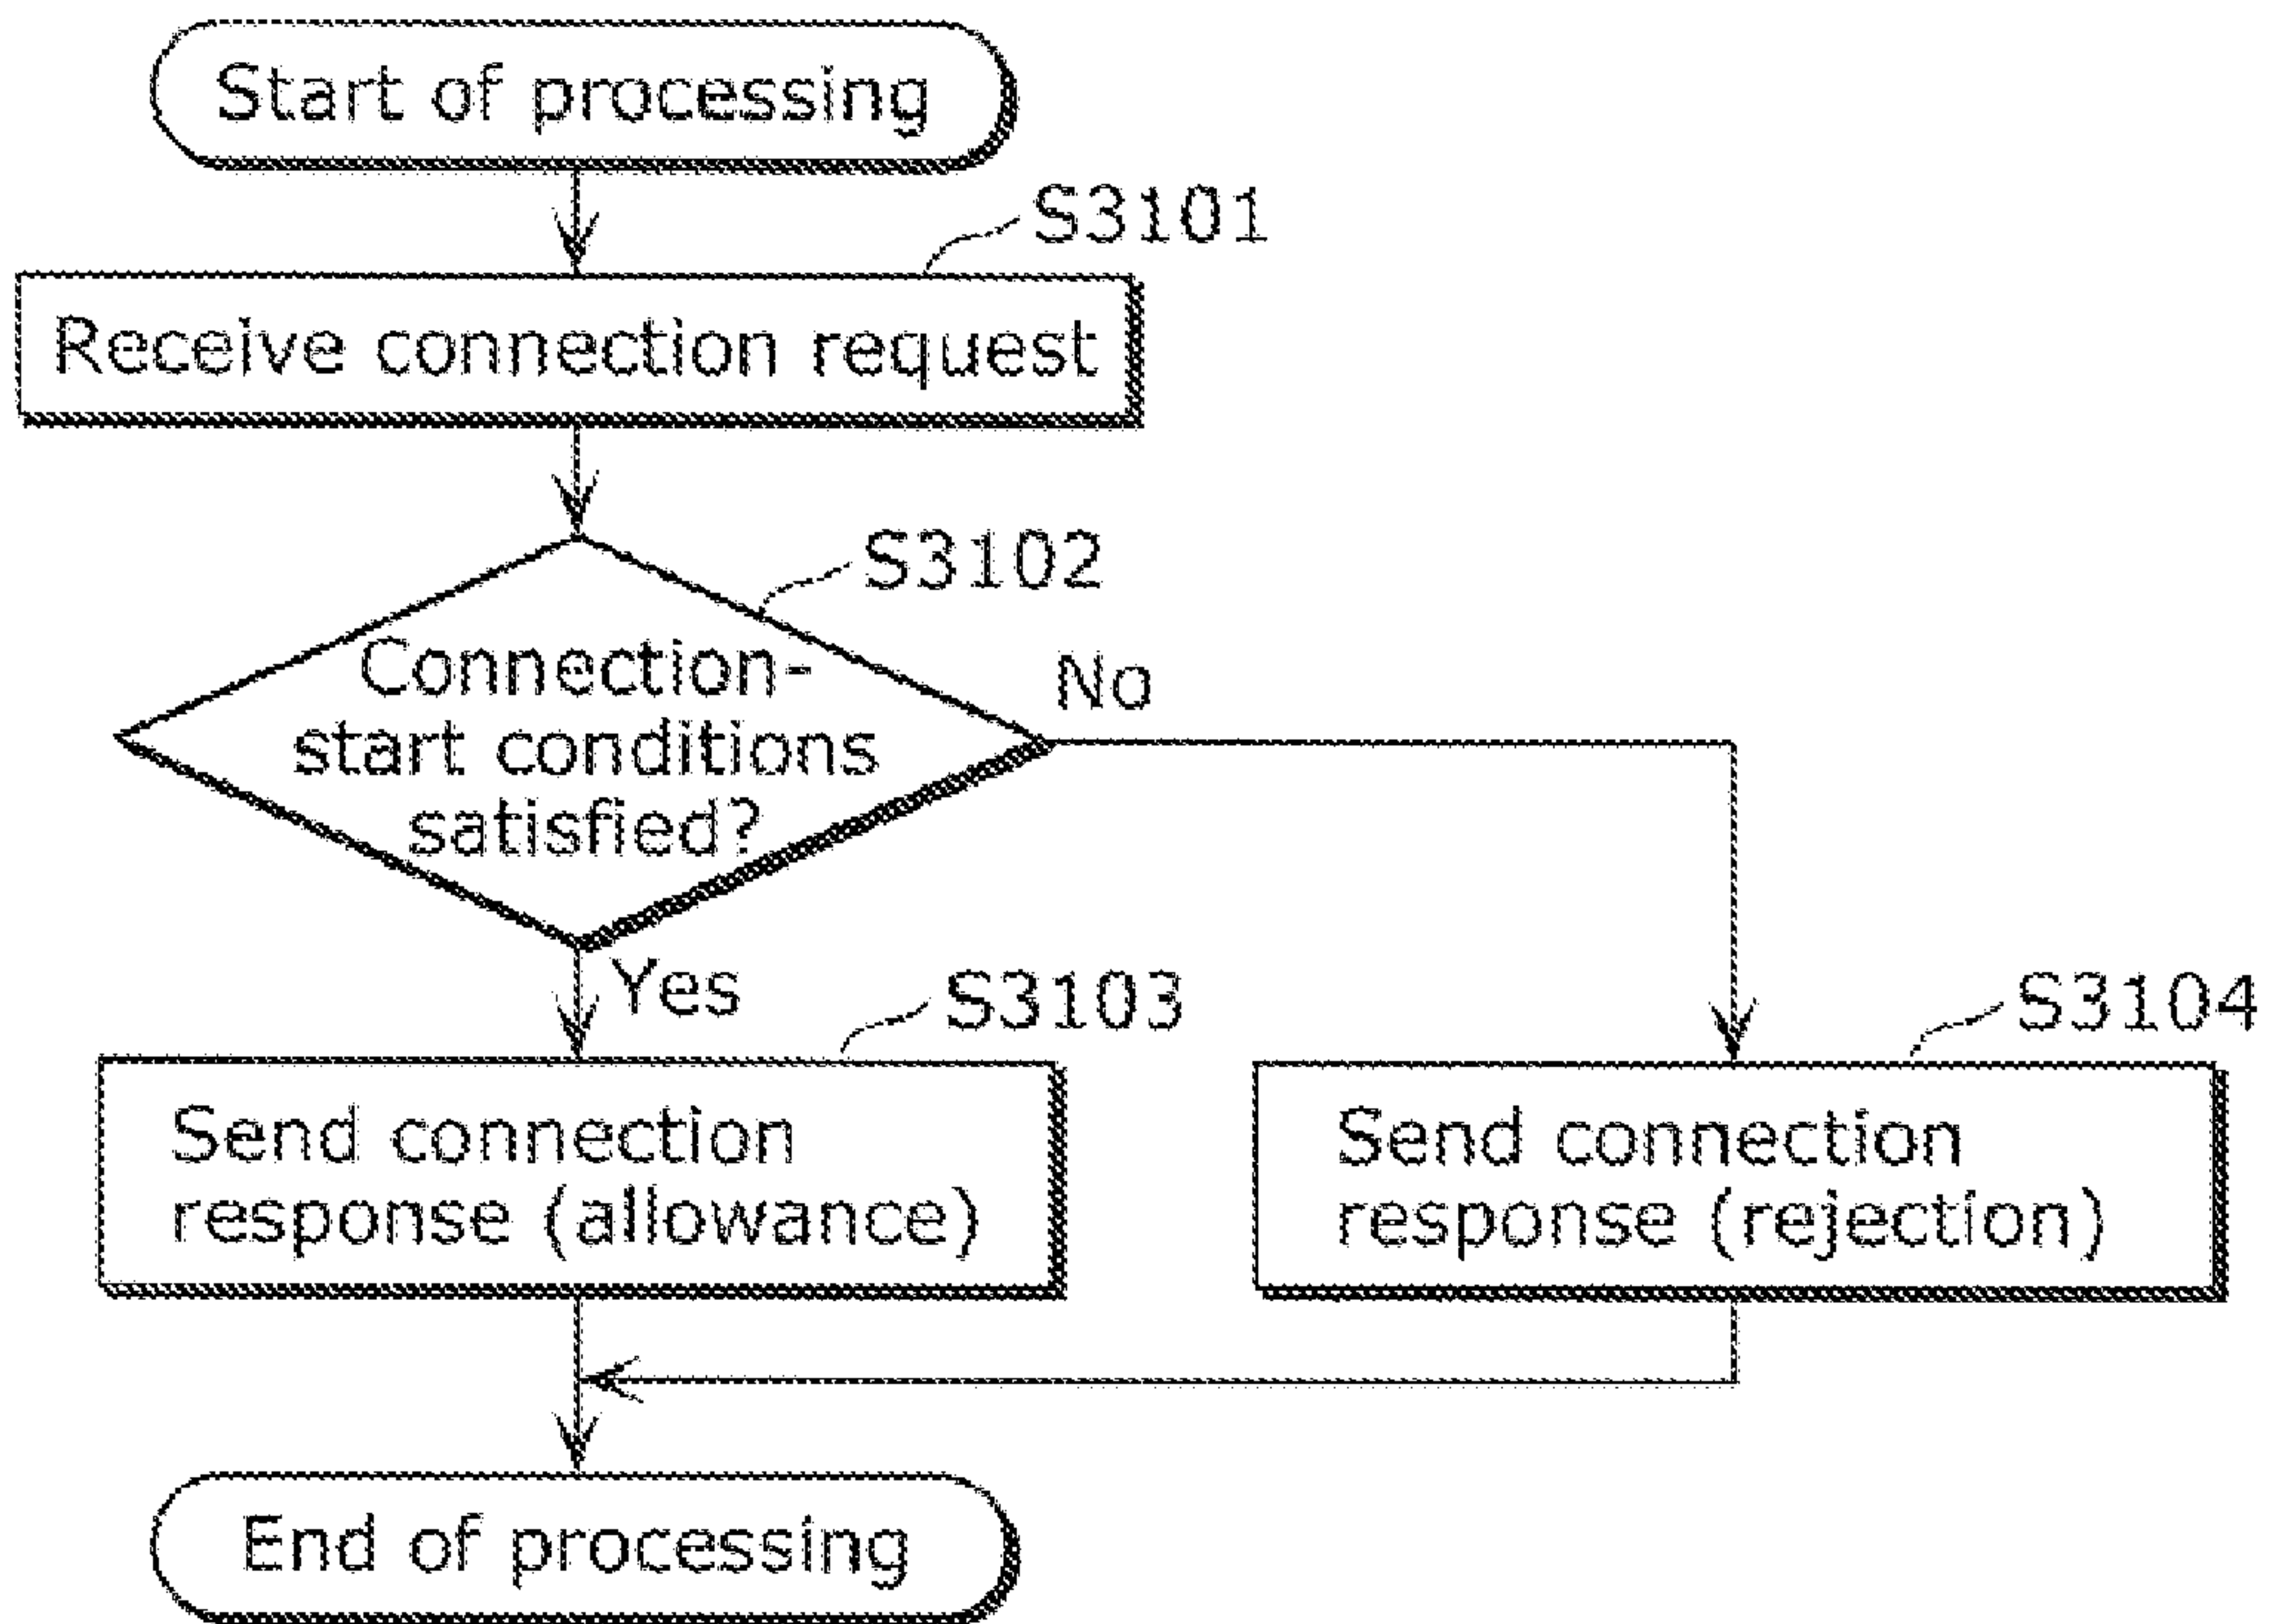 Start of processing
S3101
Receive connection request
S3102
Connection-
start conditions
satisfied?
No
Yes
S3103
Send connection
response (allowance)
S3104
Send connection
response (rejection)
End of processing